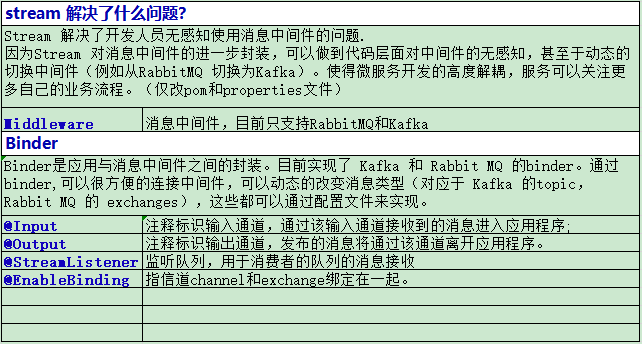 stream 解决了什么问题?
Stream 解决了开发人员无感知使用消息中间件的问题.
因为Stream 对消息中间件的进一步封装，可以做到代码层面对中间件的无感知，甚至于动态的
切换中间件（例如从RabbitMQ 切换为Kafka）。使得微服务开发的高度解耦，服务可以关注更
多自己的业务流程。（仅改pom和properties文件）
Middleware 消息中间件，目前只支持RabbitMQ和Kafka
Binder
Binder是应用与消息中间件之间的封装。目前实现了 Kafka 和 Rabbit MQ 的binder。通过
binder,可以很方便的连接中间件，可以动态的改变消息类型（对应于 Kafka 的topic，
Rabbit MQ 的 exchanges），这些都可以通过配置文件来实现。
@Input 注释标识输入通道，通过该输入通道接收到的消息进入应用程序;
@Output 注释标识输出通道，发布的消息将通过该通道离开应用程序。
@StreamListener 监听队列，用于消费者的队列的消息接收
@EnableBinding 指信道channel和exchange绑定在一起。